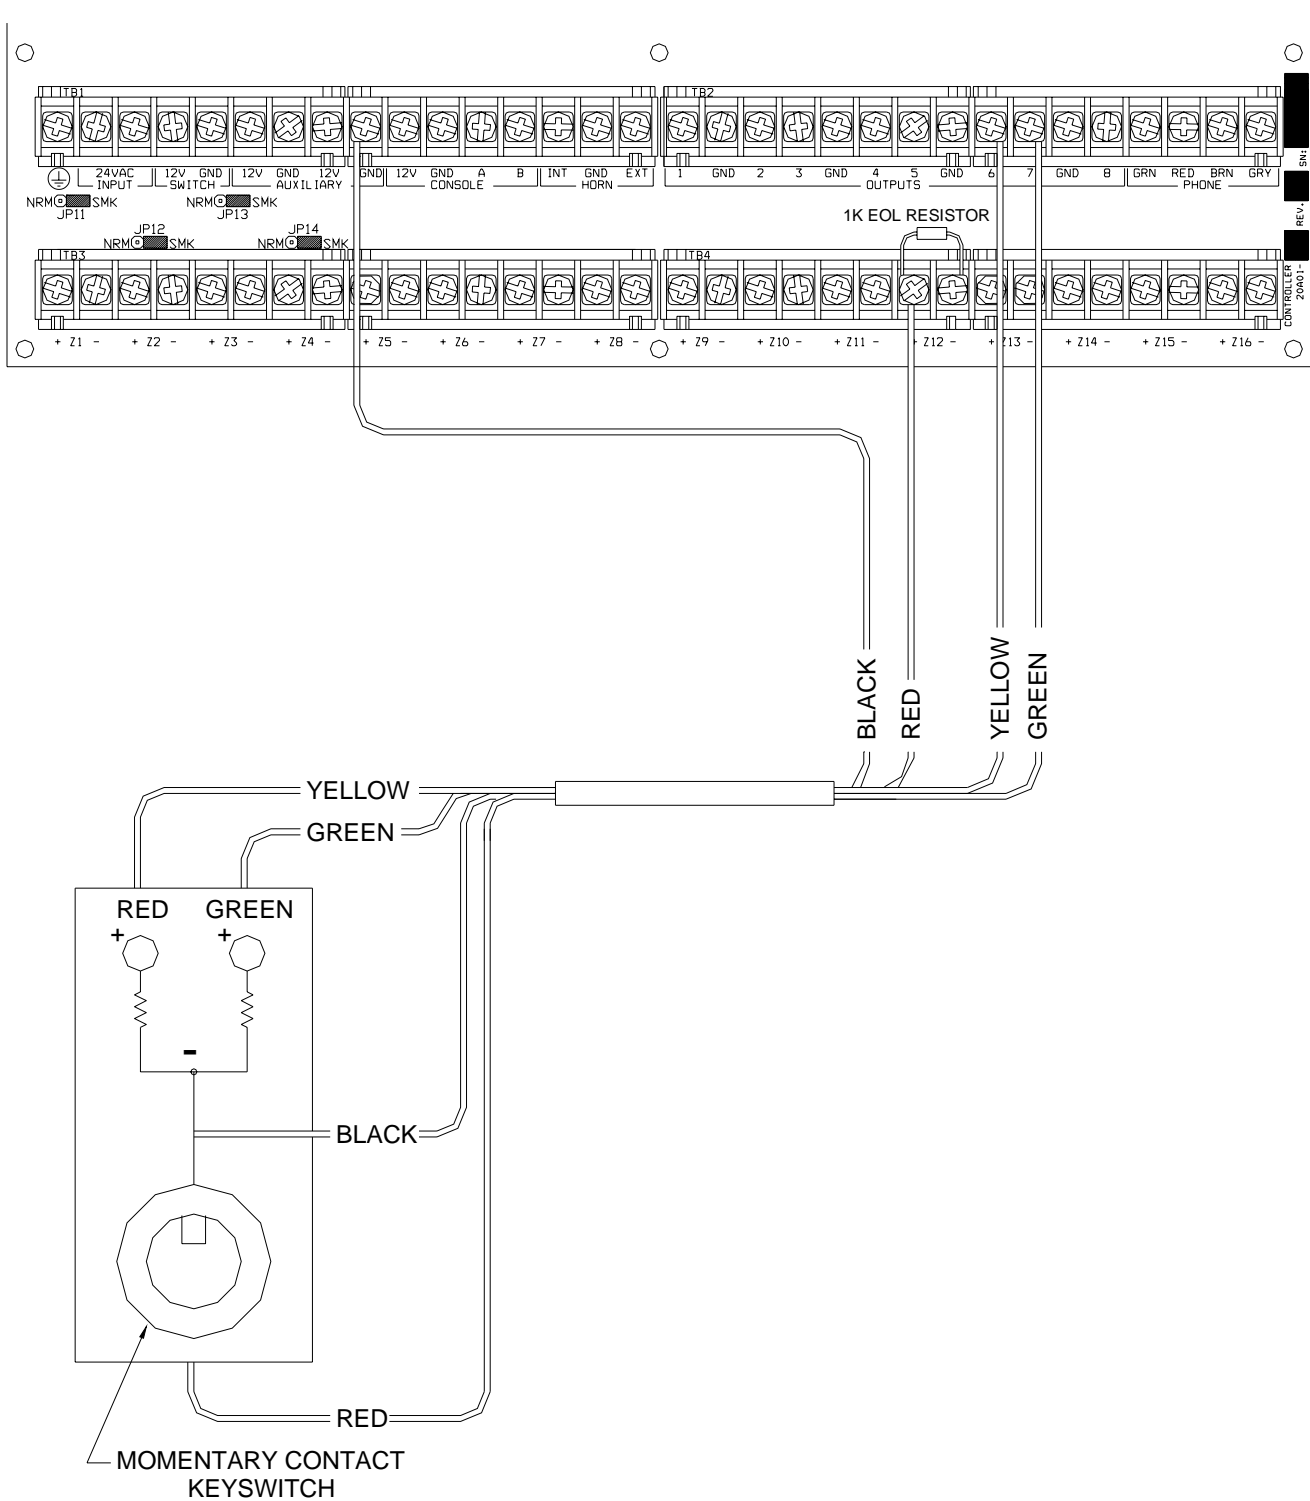 TB1
TB2
24VAC 12V GND 12V GND 12V GND 12V GND A B INT GND EXT 1 GND 2 3 GND 4 5 GND 6 7 GND 8 GRN RED BRN GRY
INPUT SWITCH AUXILIARY CONSOLE HORN OUTPUTS PHONE
SN:
REV.
CONTROLLER
20A01-
NRM SMK
JP11
NRM SMK
JP13
JP12
NRM SMK
JP14
NRM SMK
1K EOL RESISTOR
TB3
TB4
+ Z1 - + Z2 - + Z3 - + Z4 - + Z5 - + Z6 - + Z7 - + Z8 - + Z9 - + Z10 - + Z11 - + Z12 - + Z13 - + Z14 - + Z15 - + Z16 -
BLACK
RED
YELLOW
GREEN
YELLOW
GREEN
RED GREEN
+ +
-
BLACK
RED
MOMENTARY CONTACT
KEYSWITCH